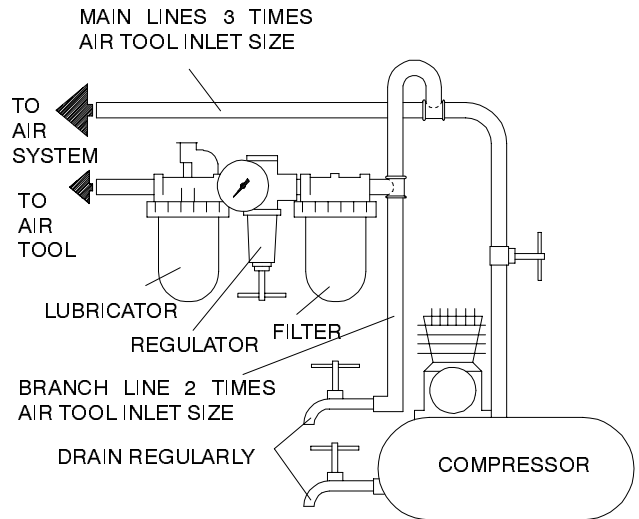 MAIN LINES 3 TIMES
AIR TOOL INLET SIZE
TO
AIR
SYSTEM
TO
AIR
TOOL
LUBRICATOR
REGULATOR
FILTER
BRANCH LINE 2 TIMES
AIR TOOL INLET SIZE
DRAIN REGULARLY
COMPRESSOR